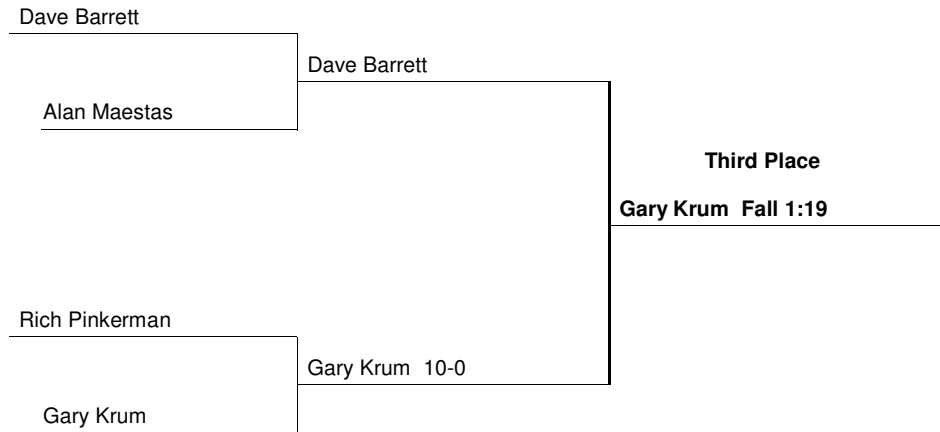 Dave Barrett
Dave Barrett
Alan Maestas
Third Place
Gary Krum Fall 1:19
Rich Pinkerman
Gary Krum 10-0
Gary Krum